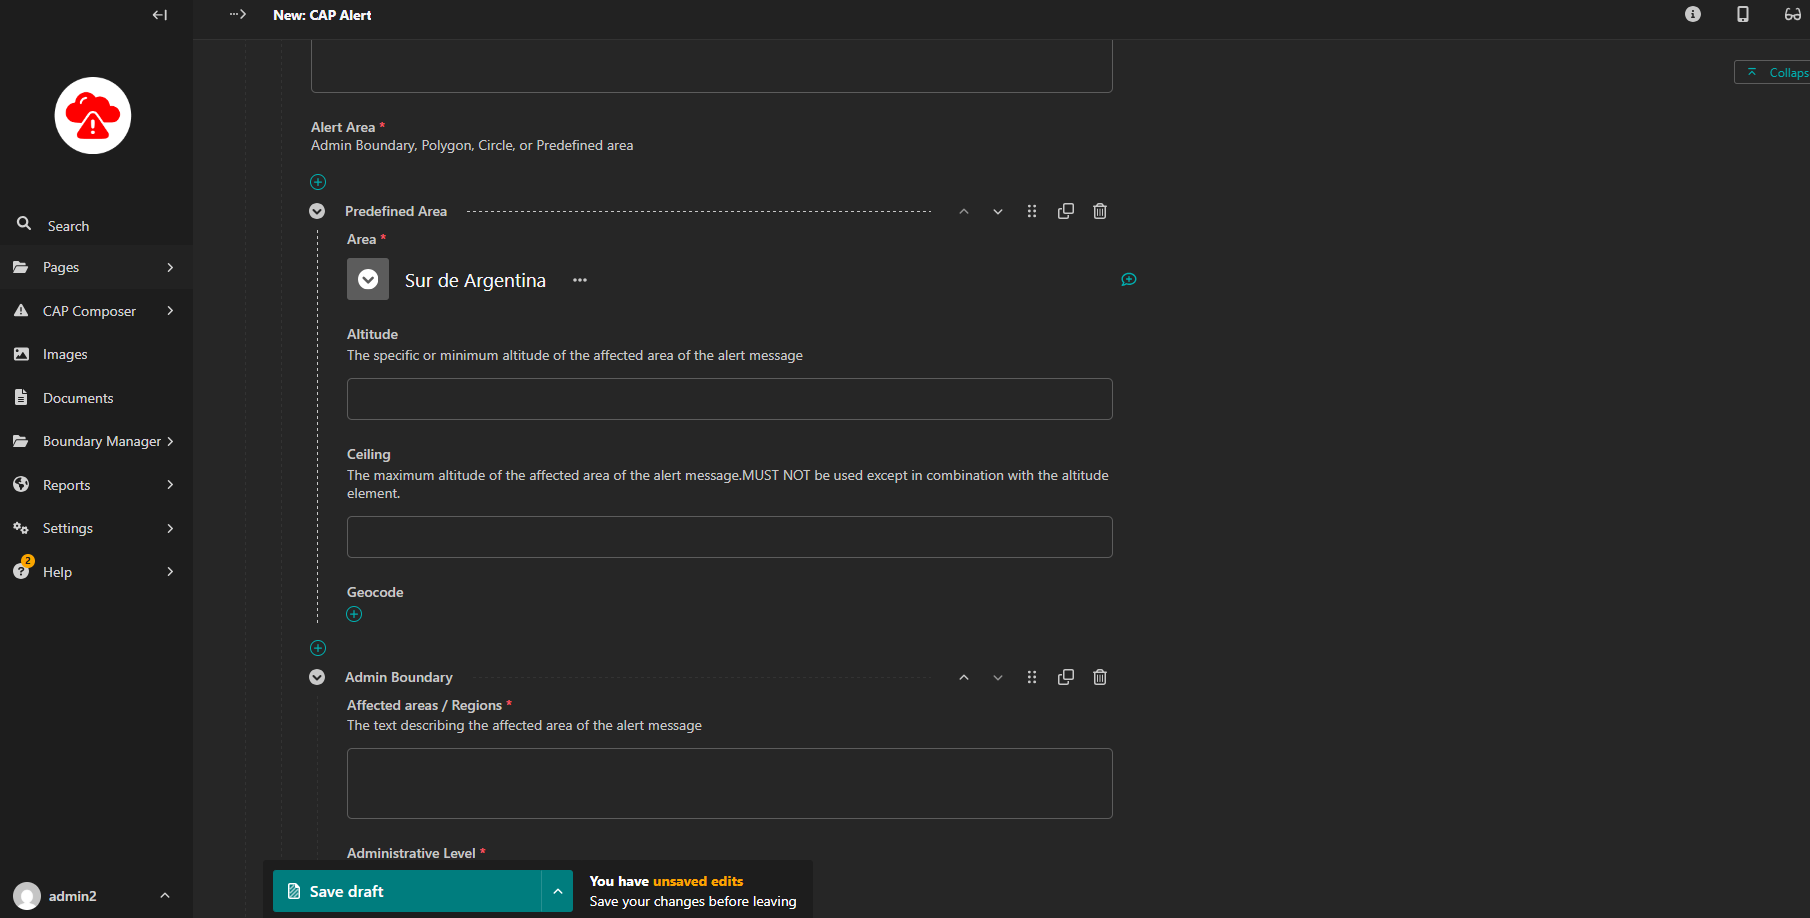 New: CAP Alert
Collaps
Search
Pages
CAP Composer
Images
Documents
Boundary Manager
Reports
Settings
2
Help
admin2
Alert Area *
Admin Boundary, Polygon, Circle, or Predefined area
Predefined Area
Area *
Sur de Argentina
Altitude
The specific or minimum altitude of the affected area of the alert message
Ceiling
The maximum altitude of the affected area of the alert message.MUST NOT be used except in combination with the altitude
element.
Geocode
Admin Boundary
Affected areas / Regions *
The text describing the affected area of the alert message
Administrative Level *
Save draft
You have unsaved edits
Save your changes before leaving